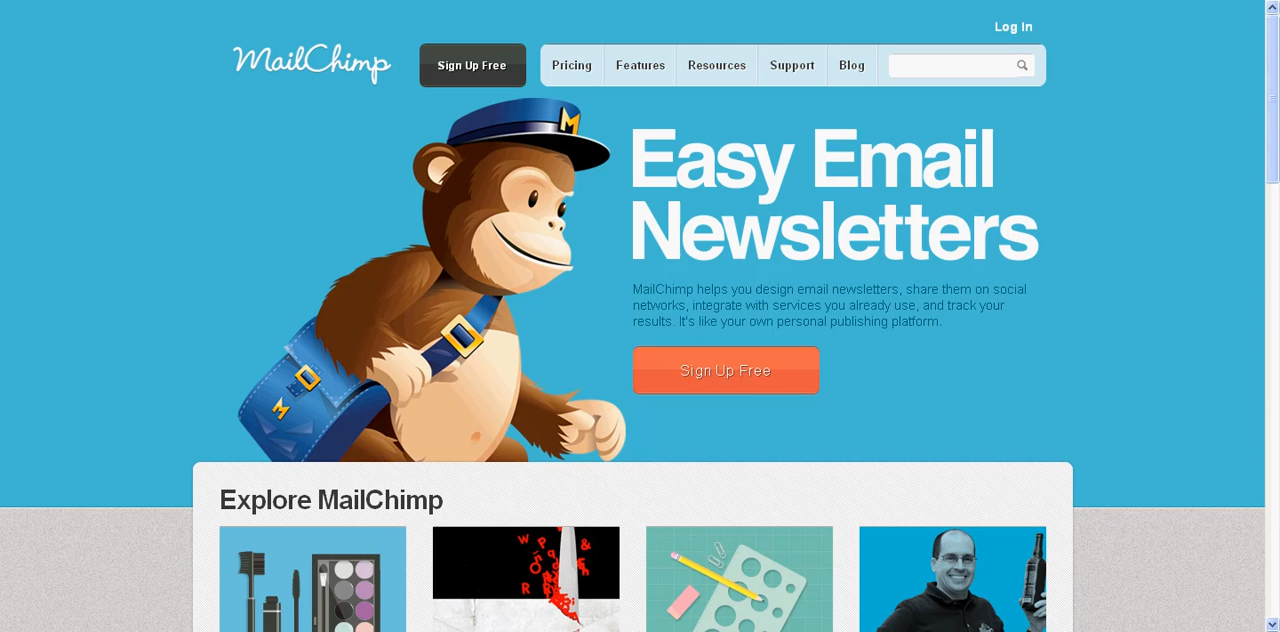 Log In
MailChimp
Sign Up Free
Pricing
Features
Resources
Support
Blog
M
Easy Email
Newsletters
MailChimp helps you design email newsletters, share them on social
networks, integrate with services you already use, and track your
results. It's like your own personal publishing platform.
Sign Up Free
M
Explore MailChimp